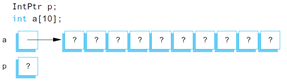 IntPtr p;
int a[10];
a ? ? ? ? ? ? ? ? ? ?
p ?